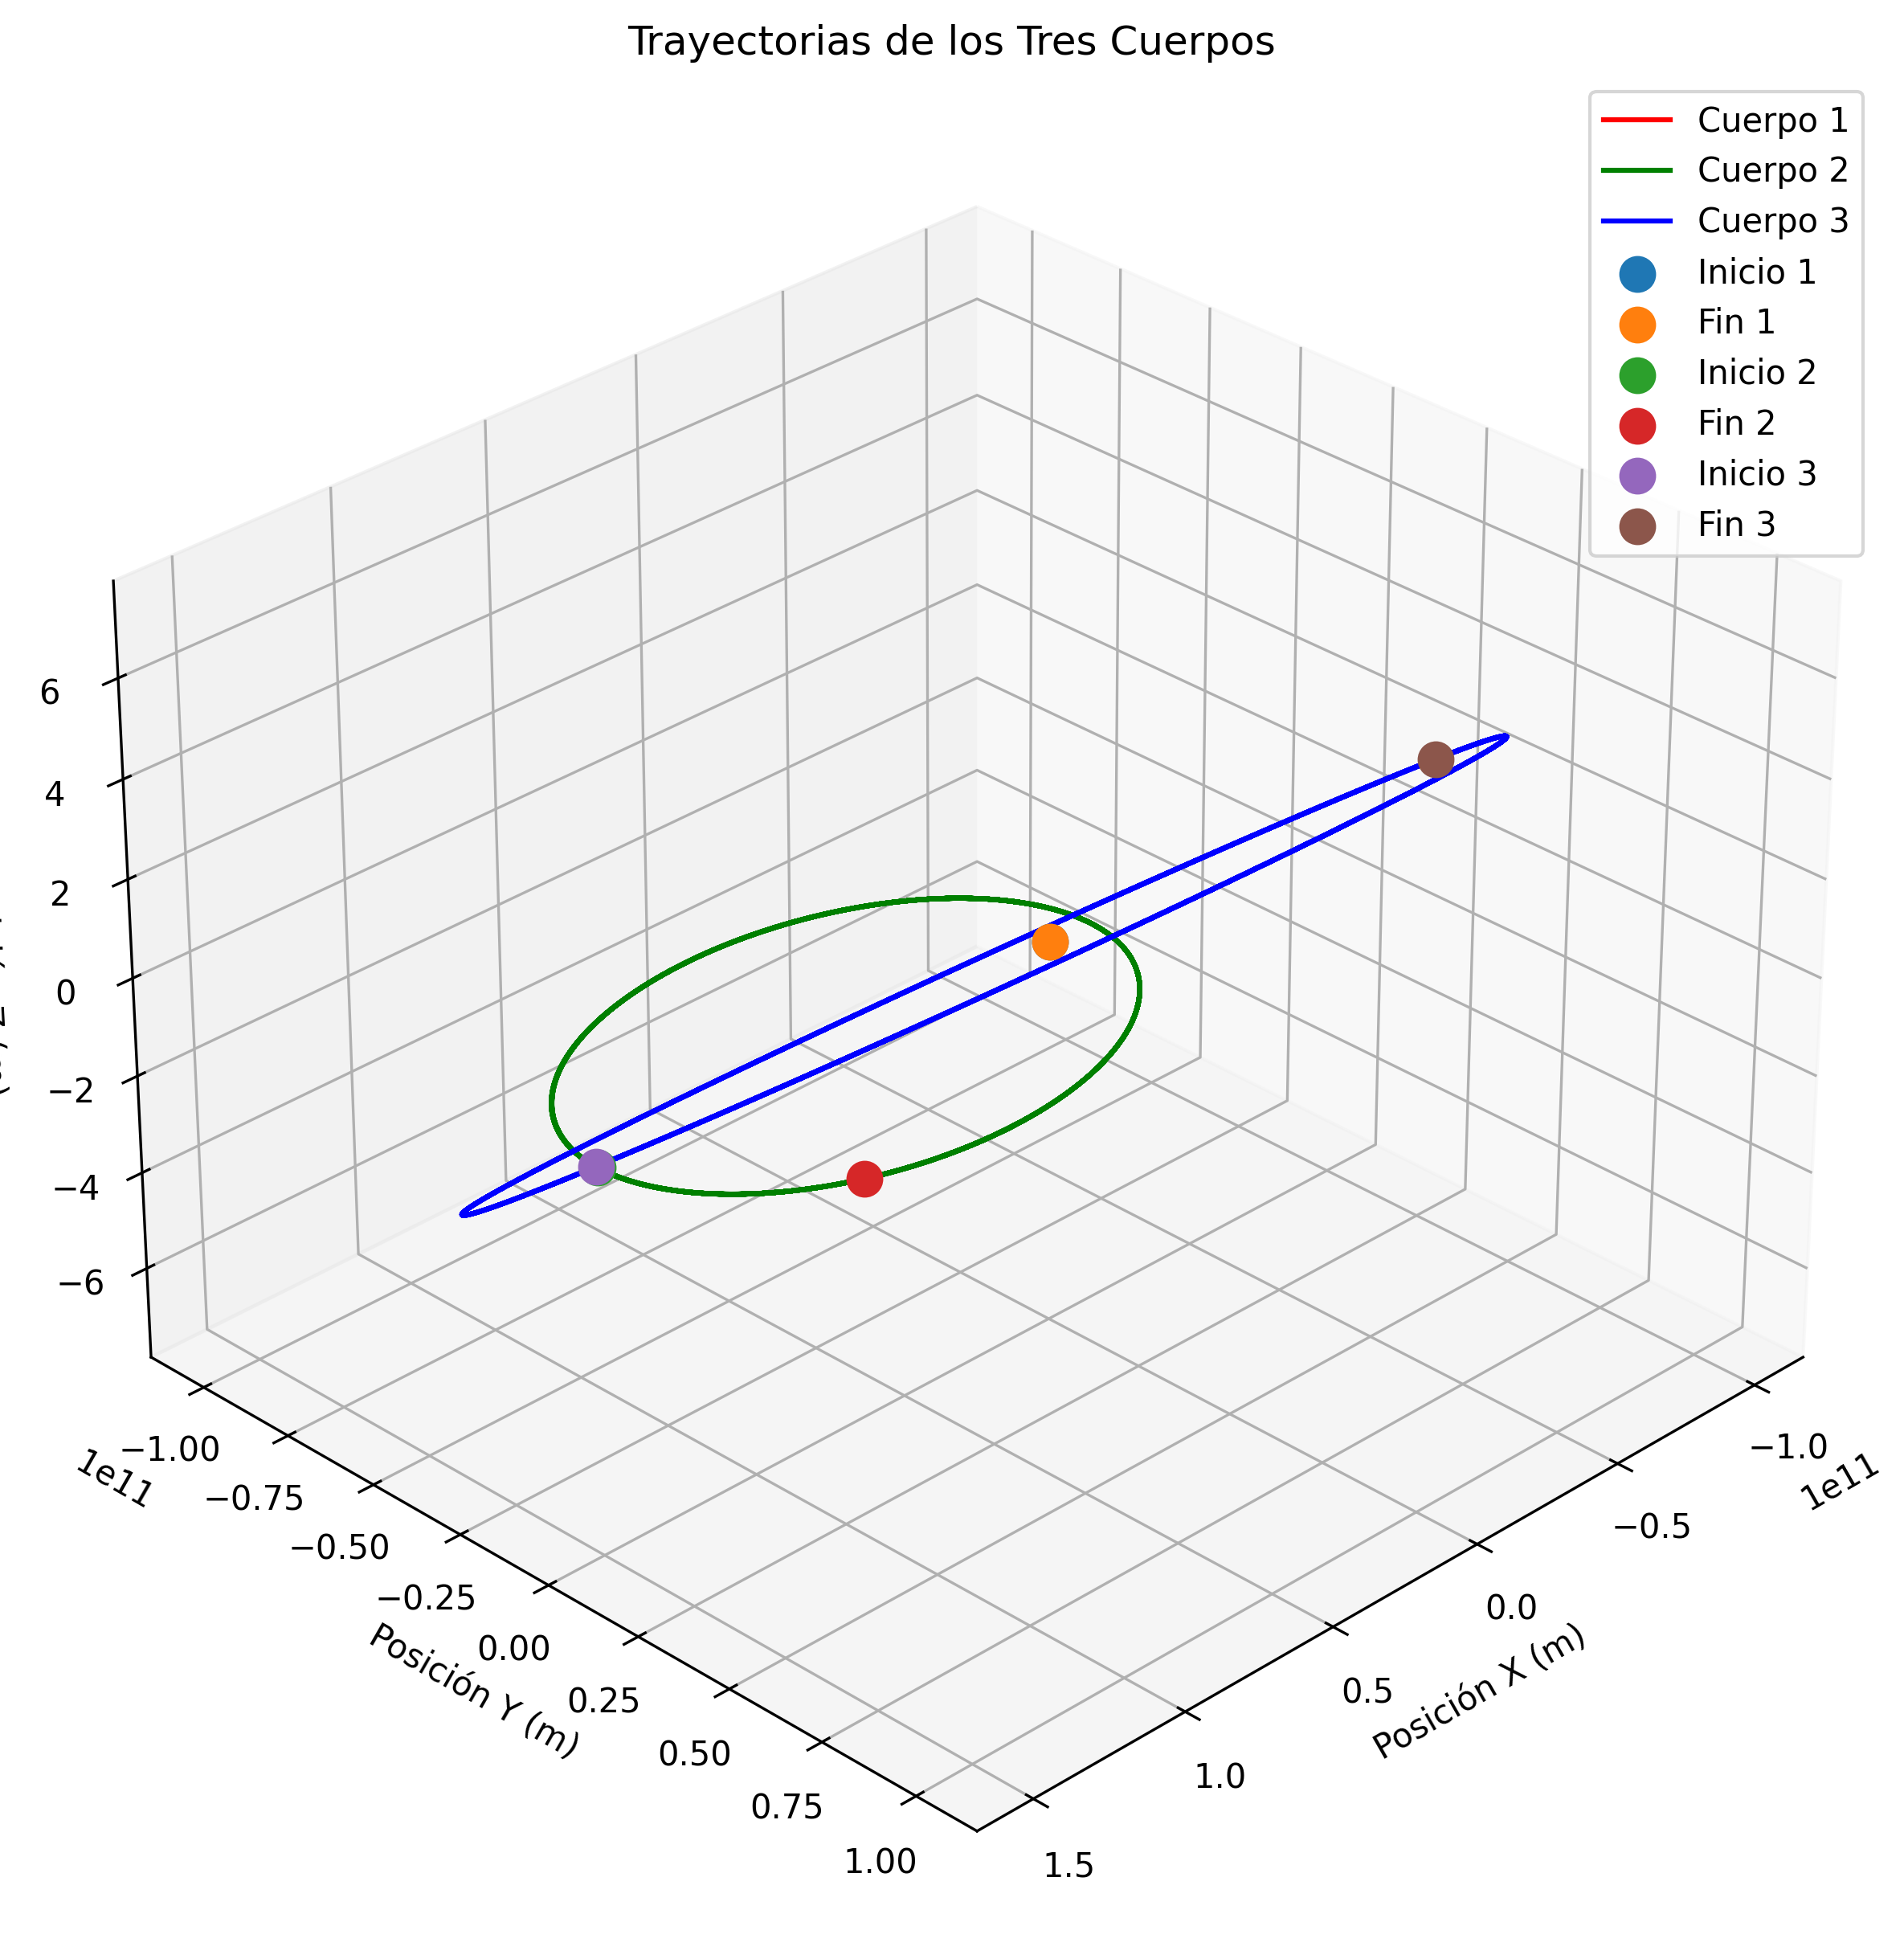 Trayectorias de los Tres Cuerpos
Cuerpo 1
Cuerpo 2
Cuerpo 3
Inicio 1
Fin 1
Inicio 2
Fin 2
Inicio 3
Fin 3
6
4
2
0
−2
−4
−6
1e11
−1.00
−0.75
−0.50
−0.25
0.00
0.25
0.50
0.75
1.00
Posición Y (m)
−1.0
−0.5
0.0
0.5
1.0
1.5
1e11
Posición X (m)